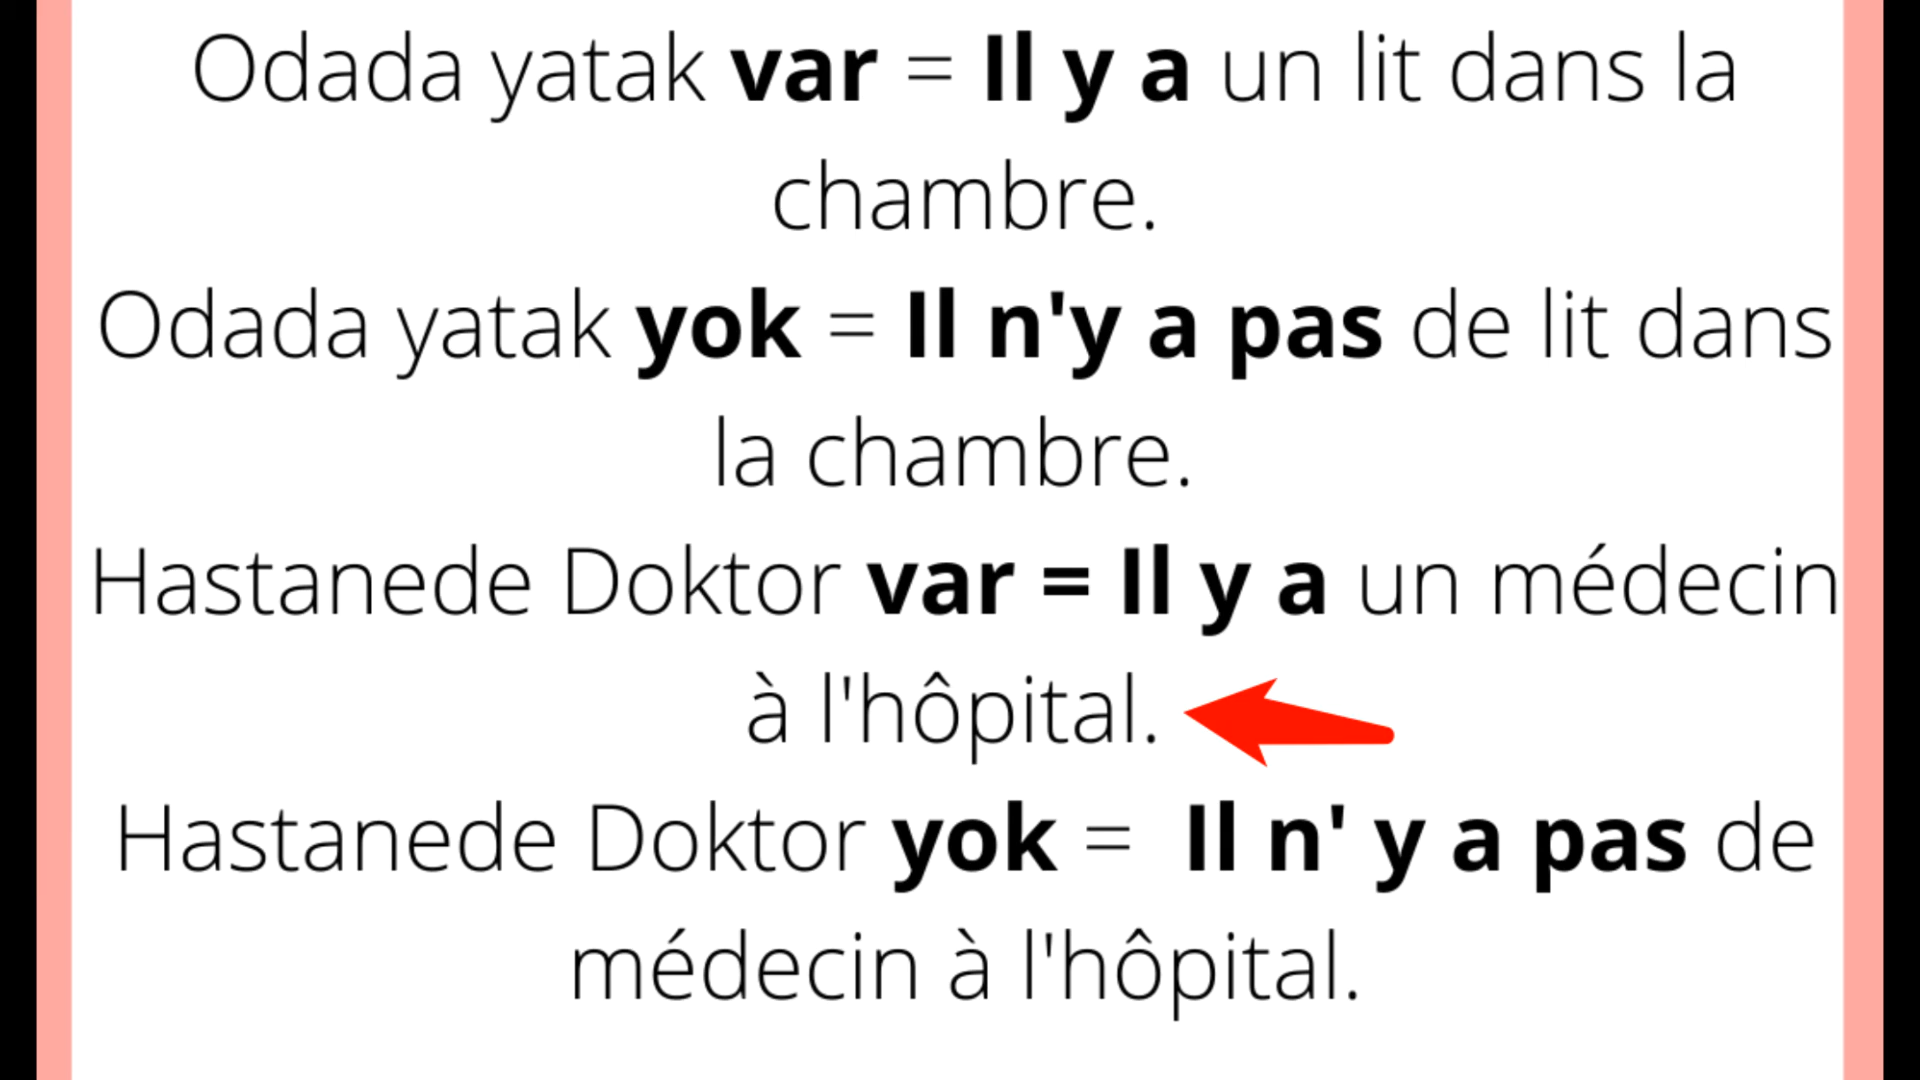 Odada yatak var = Il y a un lit dans la
chambre.
Odada yatak yok = Il n'y a pas de lit dans
la chambre.
Hastanede Doktor var = Il y a un médecin
à l'hôpital.
Hastanede Doktor yok = Il n' y a pas de
médecin à l'hôpital.